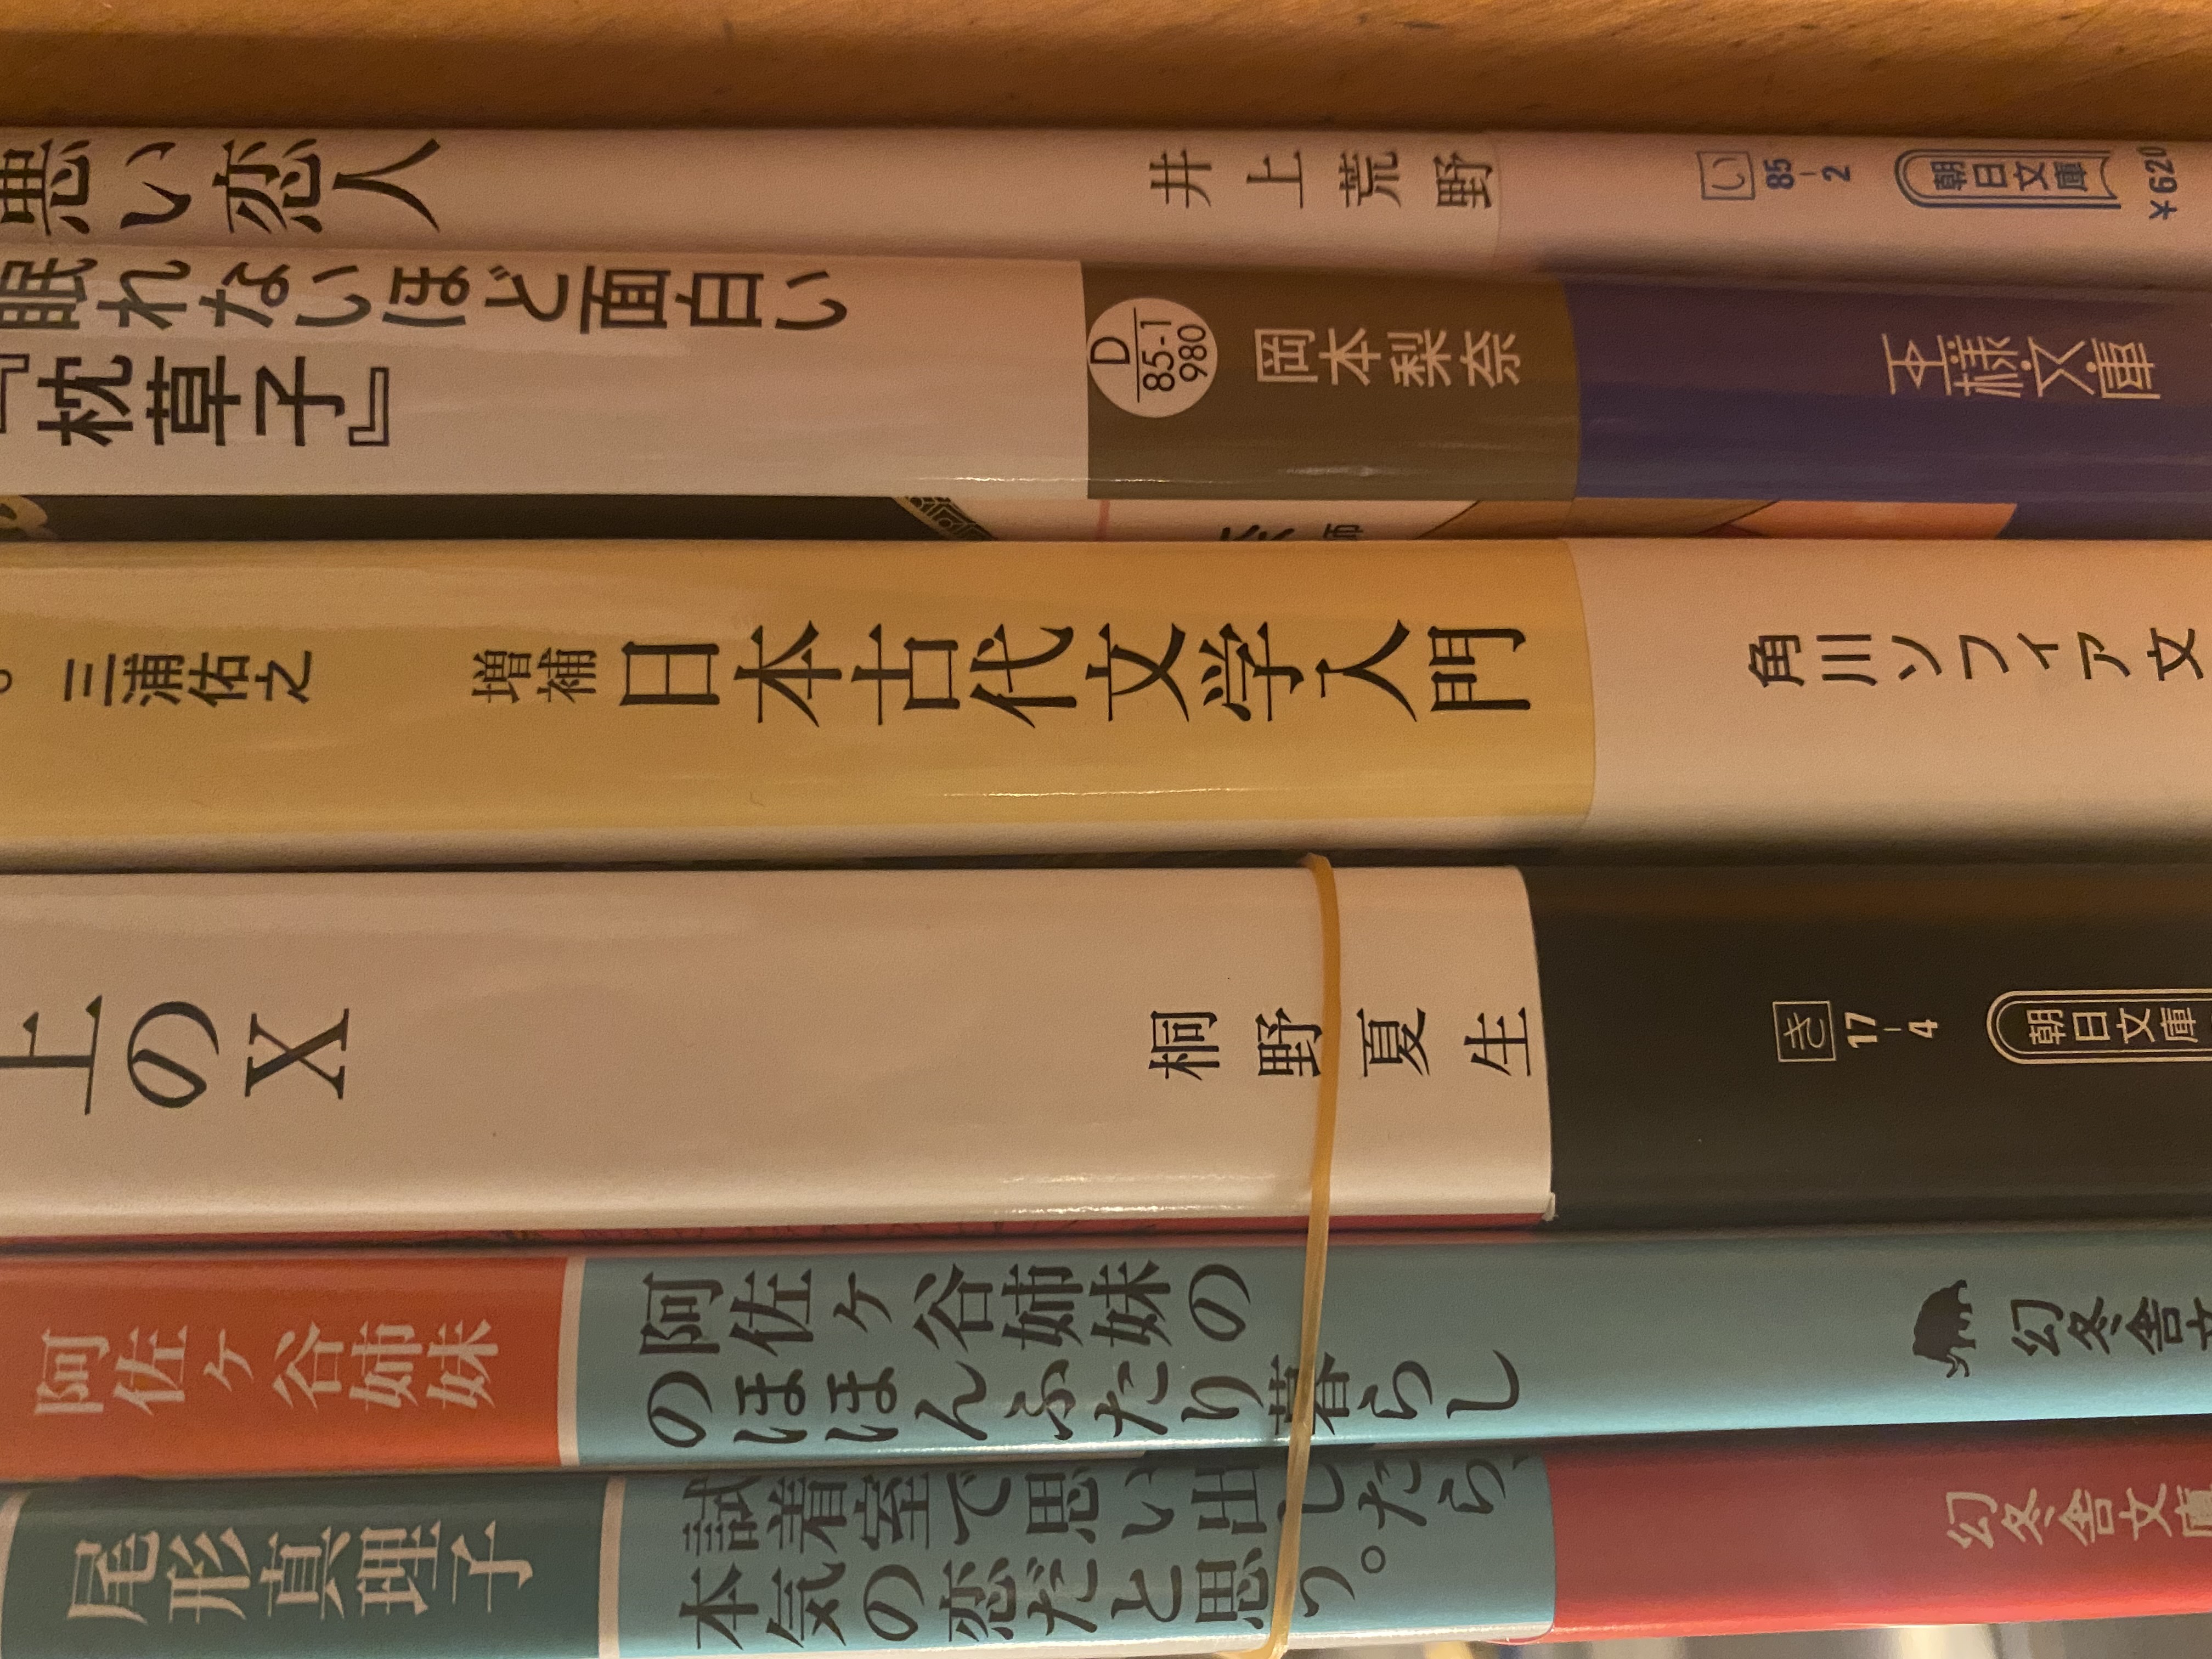 悪い恋人
井上荒野
い
85-2
朝日文庫
¥620
眠れないほど面白い
『枕草子』
D
85-1
980
岡本梨奈
王様文庫
三浦佑之
増補
日本古代文学入門
角川ソフィア文
上のX
桐野夏生
き
17-4
朝日文庫
阿佐ヶ谷姉妹
阿佐ヶ谷姉妹の
のほほんふたり暮らし
幻冬舎文
尾形真理子
試着室で思い出したら、
本気の恋だと思う。
幻冬舎文庫